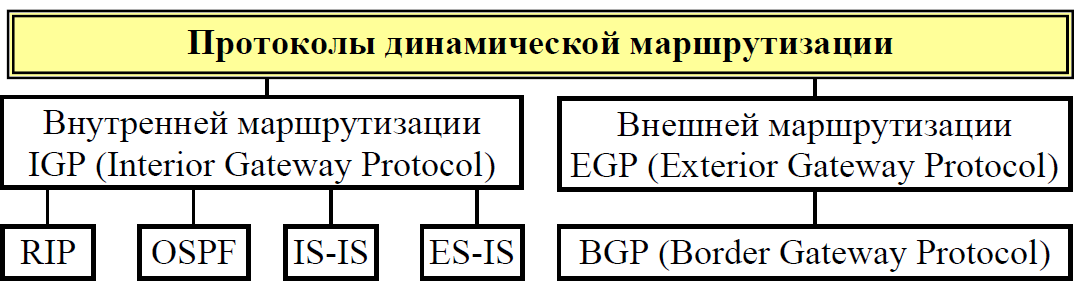 Протоколы динамической маршрутизации
Внутренней маршрутизации
IGP (Interior Gateway Protocol)
Внешней маршрутизации
EGP (Exterior Gateway Protocol)
RIP
OSPF
IS-IS
ES-IS
BGP (Border Gateway Protocol)